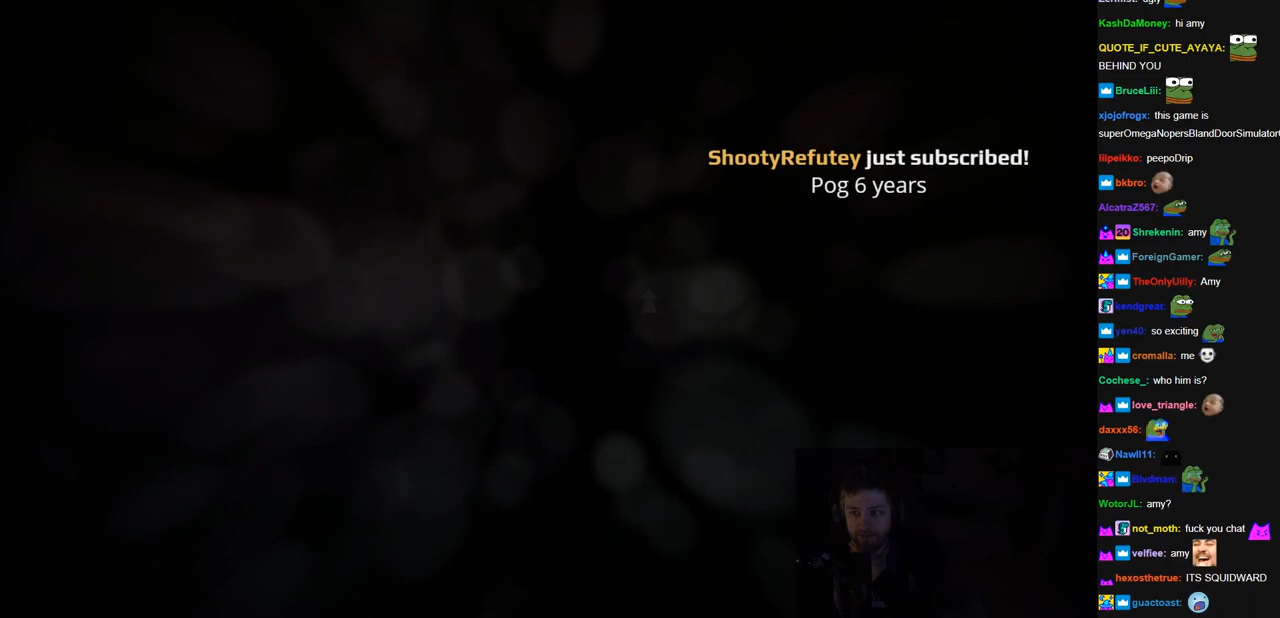 ShootyRefutey just subscribed!
Pog 6 years
KashDaMoney: hi amy
QUOTE_IF_CUTE_AYAYA:
BEHIND YOU
BruceLiii:
xjojofrogx: this game is
superOmegaNopersBlandDoorSimulator
lilpeikko: peepoDrip
bkbro:
AlcatraZ567:
20 Shrekenin: amy
ForeignGamer:
TheOnlyUilly: Amy
kendgreat:
yen40: so exciting
cromalla: me
Cochese_: who him is?
love_triangle:
daxxx56:
Nawll11:
Blvdman:
WotorJL: amy?
not_moth: fuck you chat
velfiee: amy
hexosthetrue: ITS SQUIDWARD
guactoast: